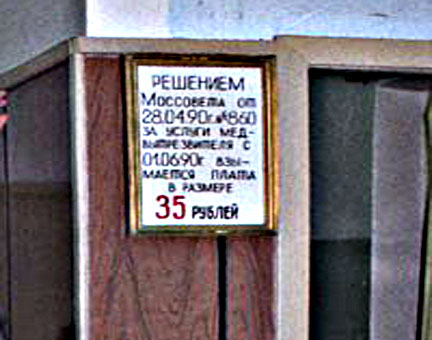 РЕШЕНИЕМ
МОССОВЕТА ОТ
28.04.90г. №860
ЗА УСЛУГИ МЕД-
ВЫТРЕЗВИТЕЛЯ С
01.06.90г. ВЗЫ-
МАЕТСЯ ПЛАТА
В РАЗМЕРЕ
35 РУБЛЕЙ